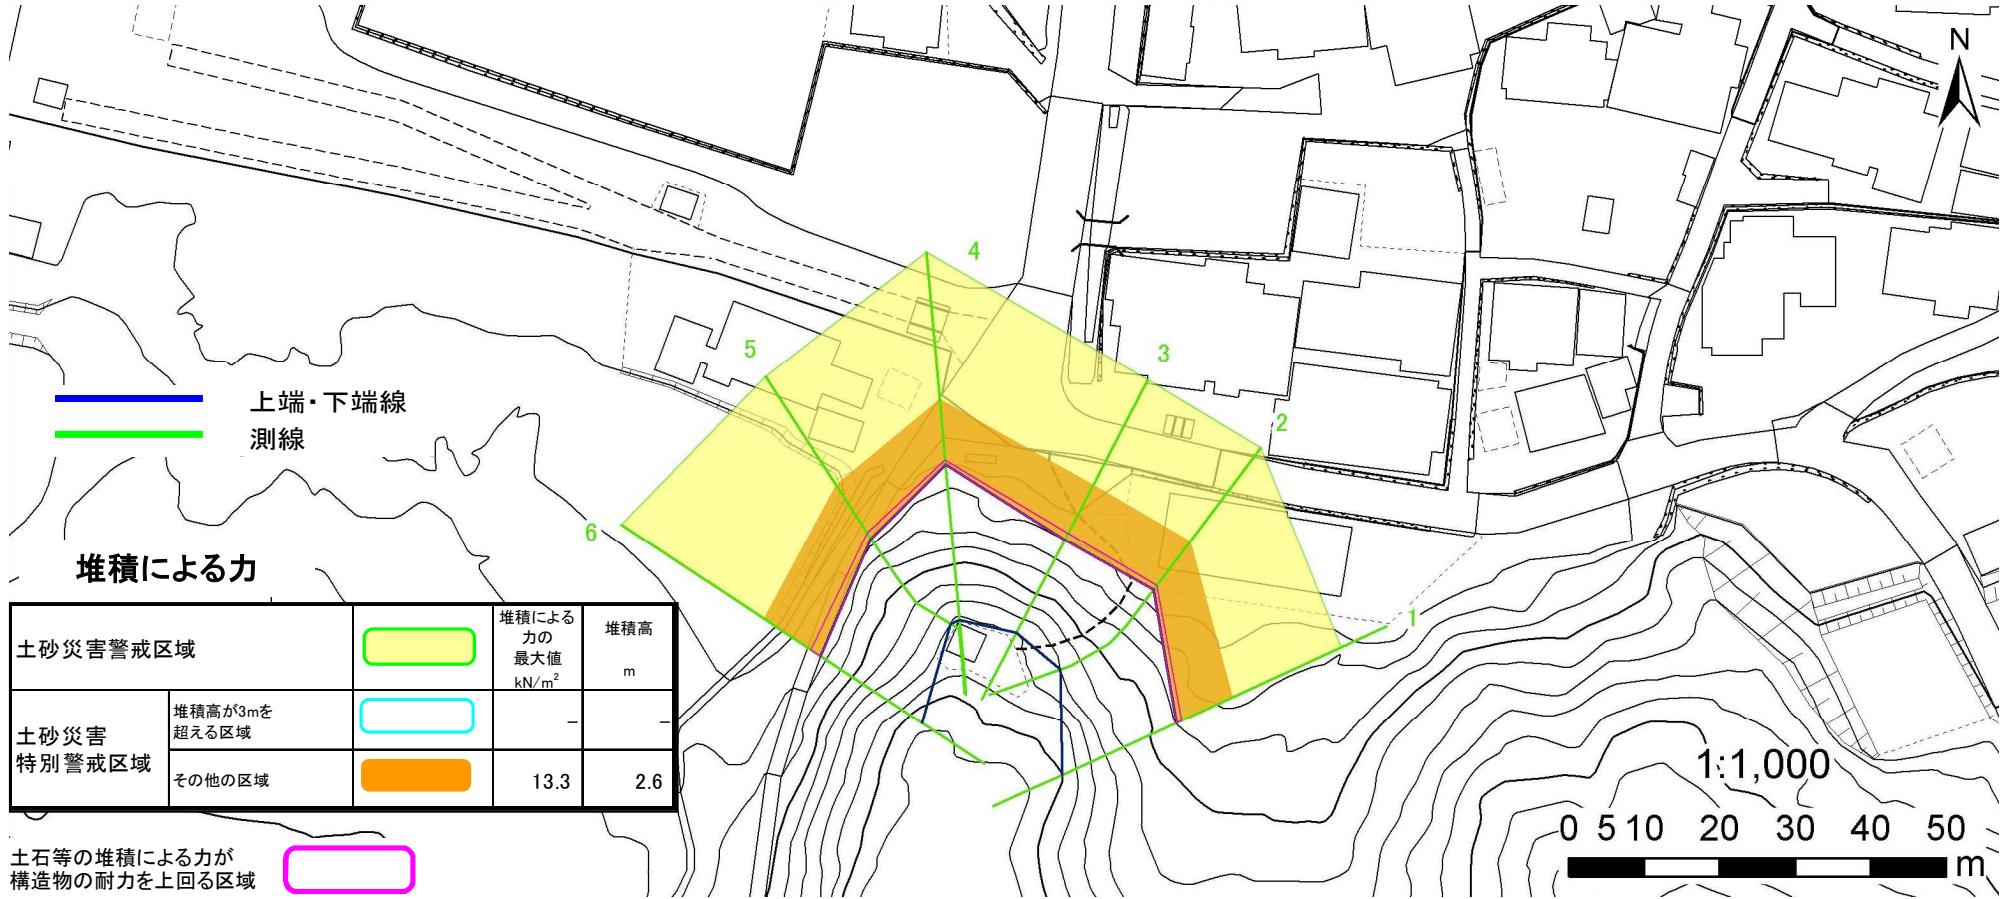 N
4
5
3
2
6
1
上端・下端線
測線
堆積による力
土砂災害警戒区域
堆積による
力の
最大値
kN/m²
堆積高
m
土砂災害
特別警戒区域
堆積高が3mを
超える区域
－
－
その他の区域
13.3
2.6
土石等の堆積による力が
構造物の耐力を上回る区域
1:1,000
0 5 10 20 30 40 50
m